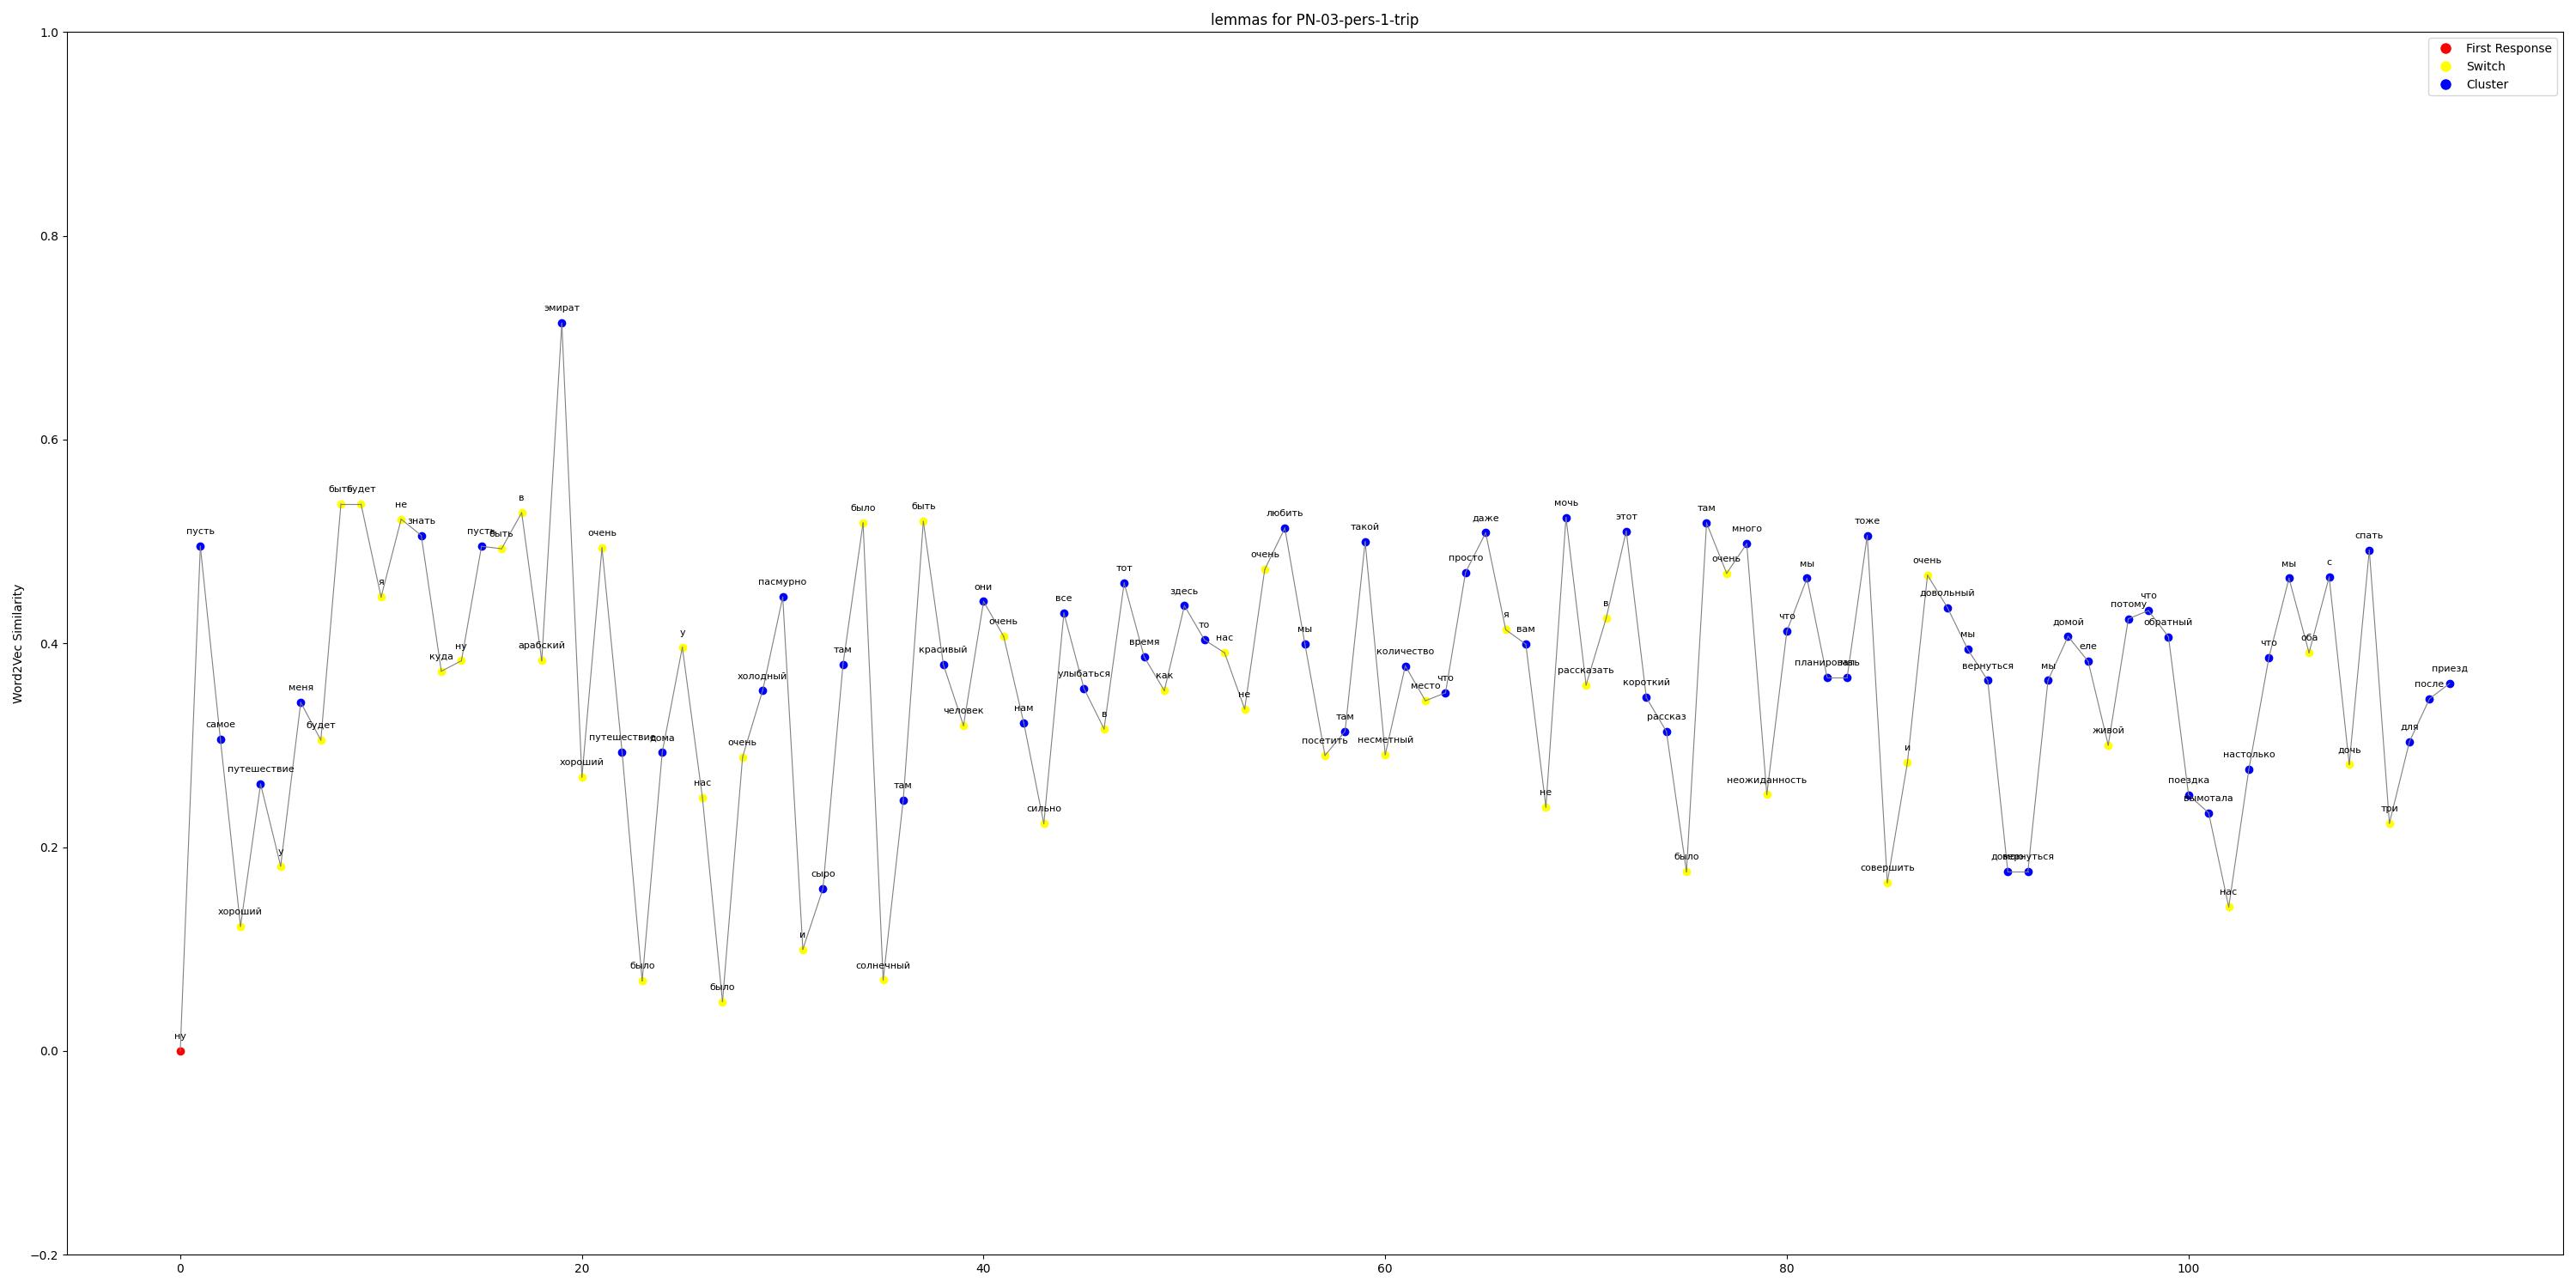 lemmas for PN-03-pers-1-trip
1.0
0.8
0.6
0.4
0.2
0.0
−0.2
Word2Vec Similarity
First Response
Switch
Cluster
ну
пусть
самое
хороший
путешествие
у
меня
будет
быть
будет
я
не
знать
куда
ну
пусть
быть
в
арабский
эмират
хороший
очень
путешествие
было
дома
у
нас
было
очень
холодный
пасмурно
и
сыро
там
было
солнечный
там
быть
красивый
человек
они
очень
нам
сильно
все
улыбаться
в
тот
время
как
здесь
то
нас
не
очень
любить
мы
посетить
там
такой
несметный
количество
место
что
просто
даже
я
вам
не
мочь
рассказать
в
этот
короткий
рассказ
было
там
очень
много
неожиданность
что
мы
планировать
тоже
совершить
и
очень
довольный
мы
вернуться
домой
вернуться
мы
домой
еле
живой
потому
что
обратный
поездка
вымотала
нас
настолько
что
мы
оба
с
дочь
спать
три
для
после
приезд
0
20
40
60
80
100